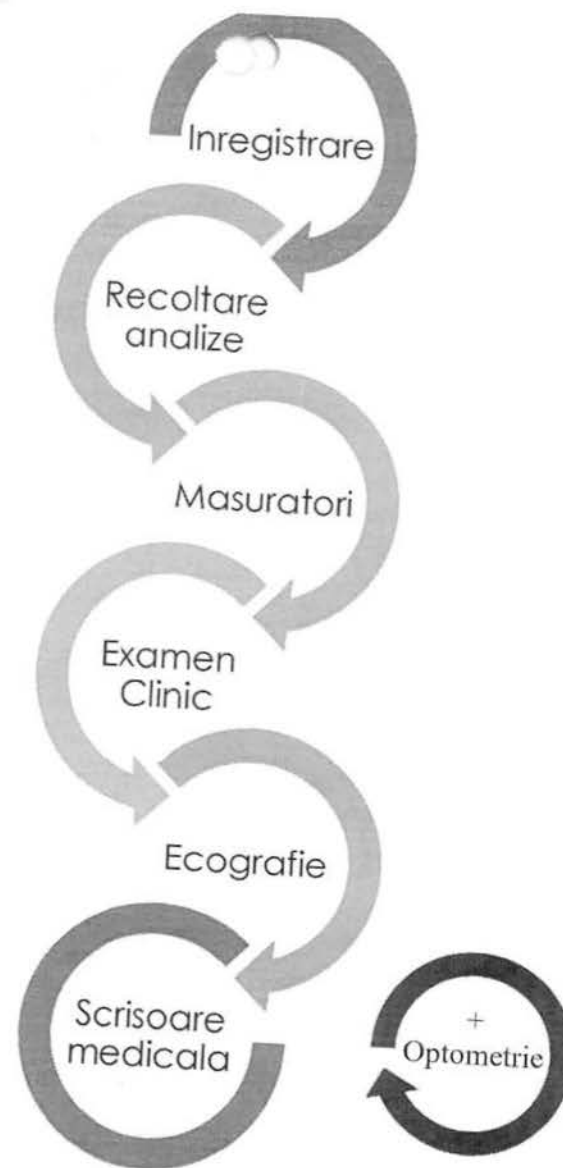 Inregistrare
Recoltare
analize
Masuratori
Examen
Clinic
Ecografie
Scrisoare
medicala
+
Optometrie